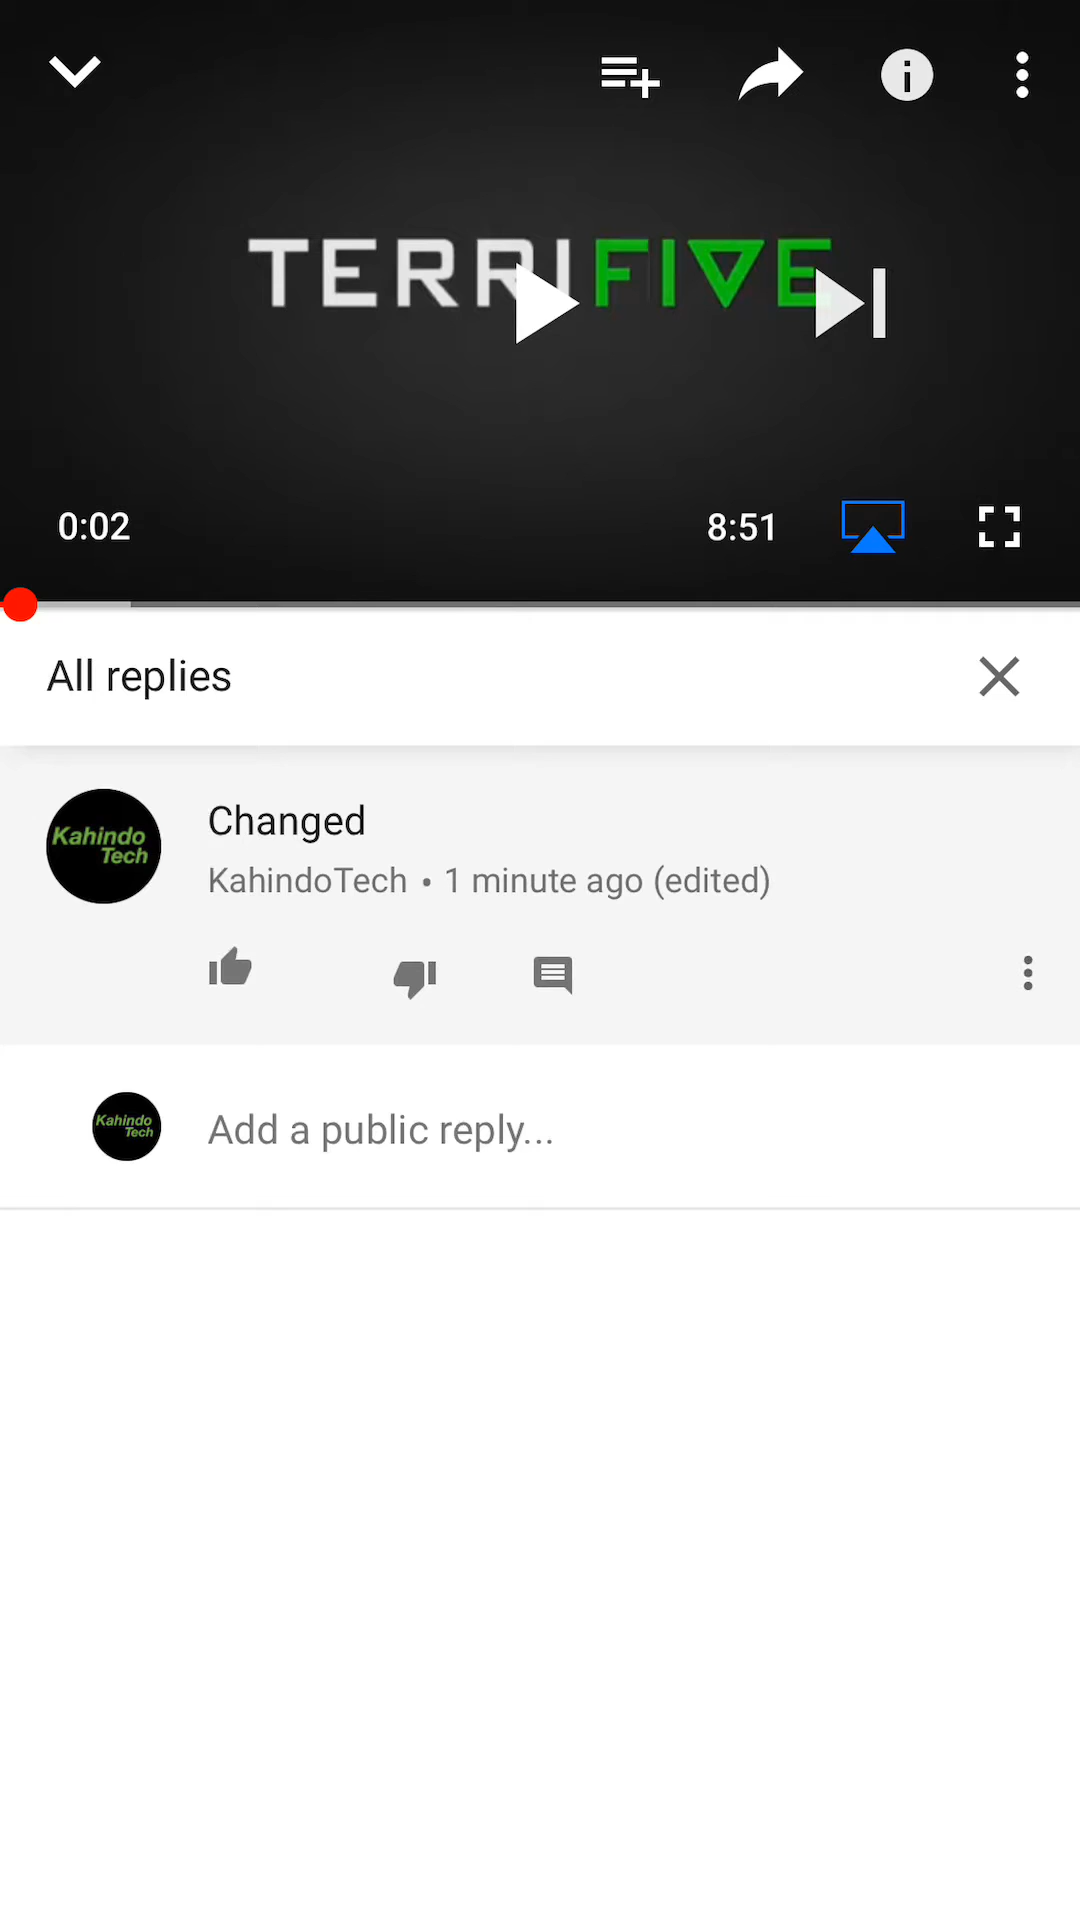 TERRIFIVE
0:02
8:51
All replies
Kahindo
Tech
Changed
KahindoTech • 1 minute ago (edited)
Kahindo
Tech
Add a public reply...